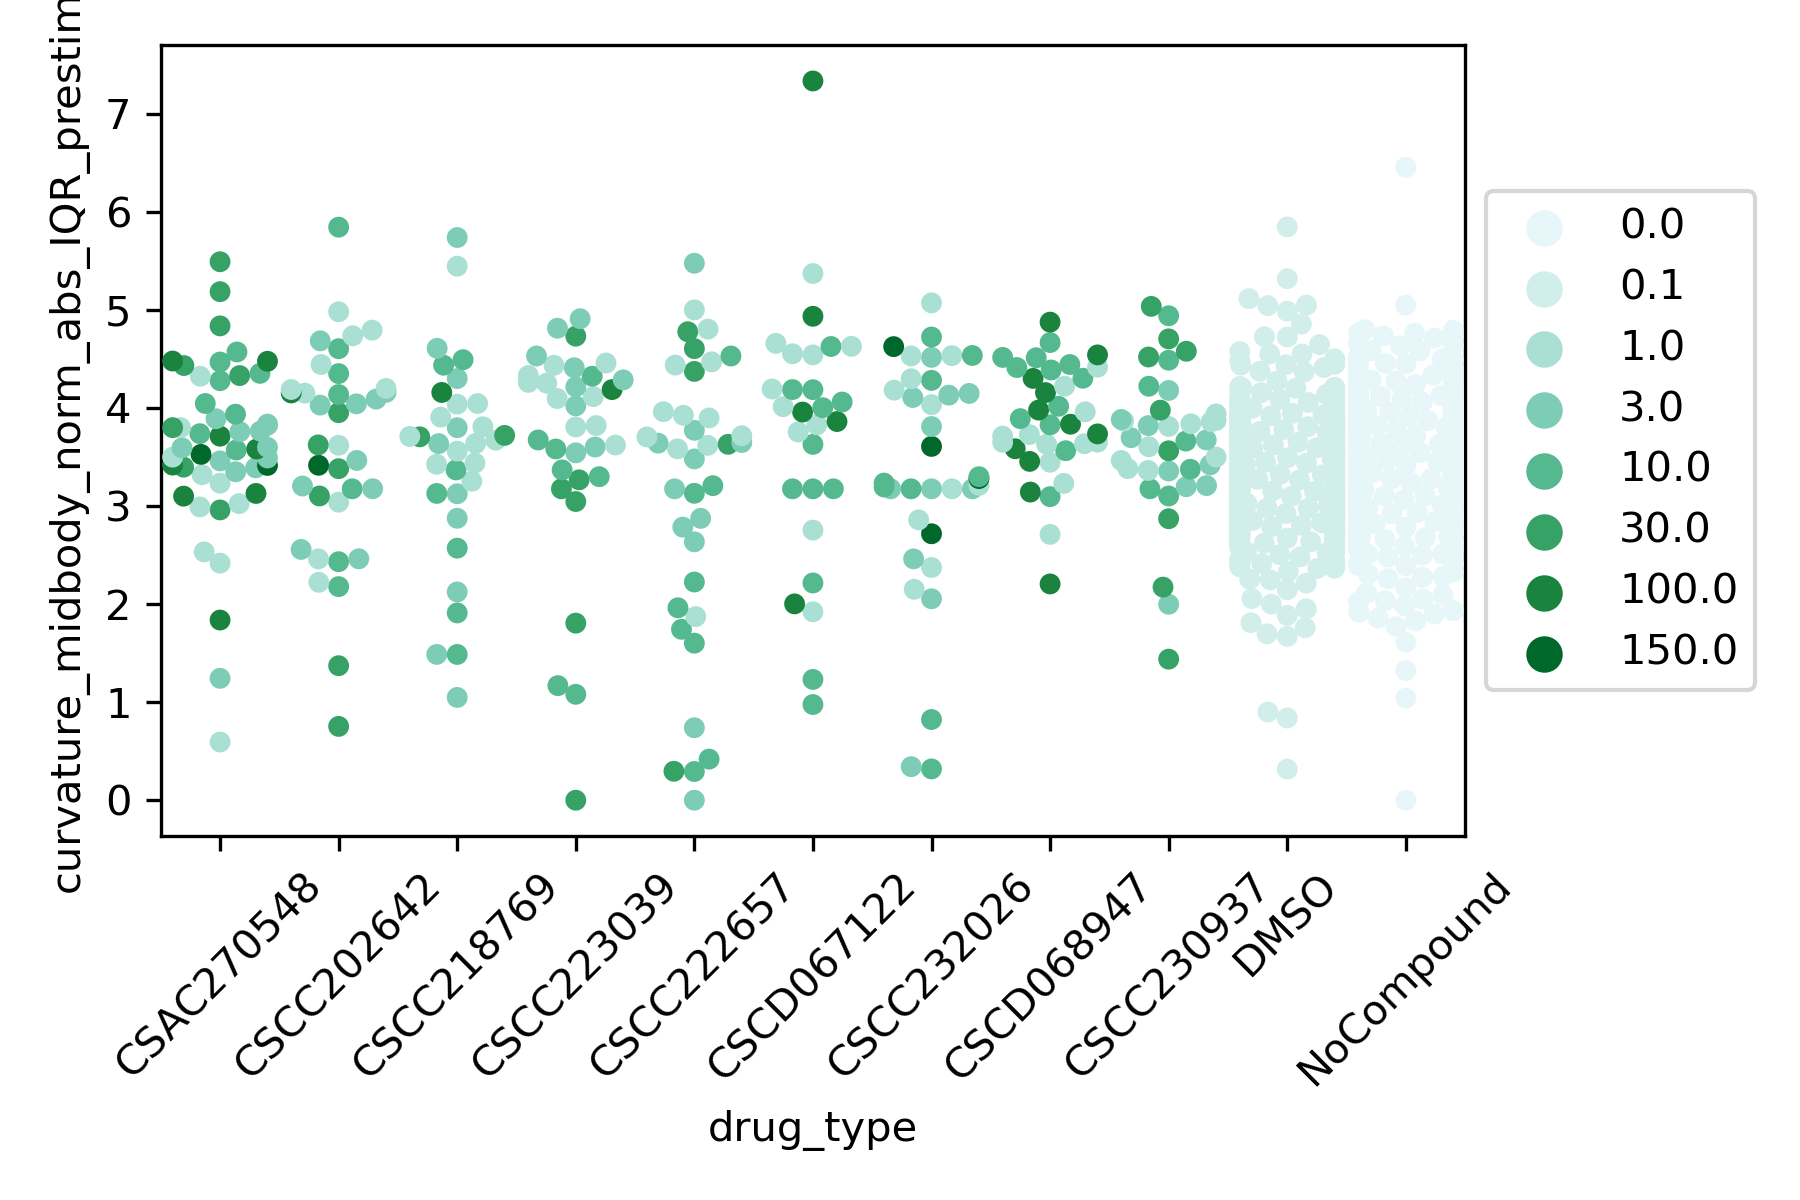 curvature_midbody_norm_abs_IQR_prestim
7
6
5
4
3
2
1
0
CSAC270548
CSCC202642
CSCC218769
CSCC223039
CSCC222657
CSCD067122
CSCC232026
CSCD068947
CSCC230937
DMSO
NoCompound
drug_type
0.0
0.1
1.0
3.0
10.0
30.0
100.0
150.0